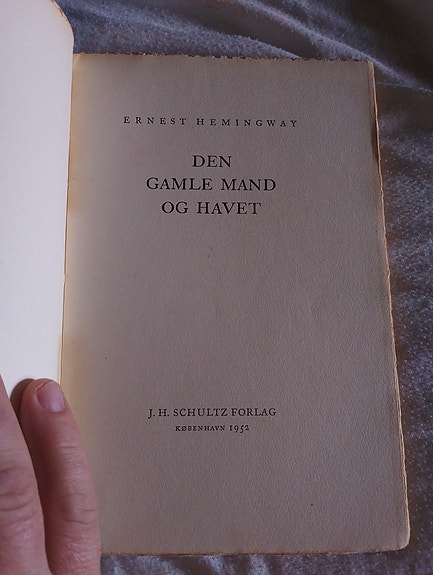 ERNEST HEMINGWAY
DEN
GAMLE MAND
OG HAVET
J. H. SCHULTZ FORLAG
KØBENHAVN 1952